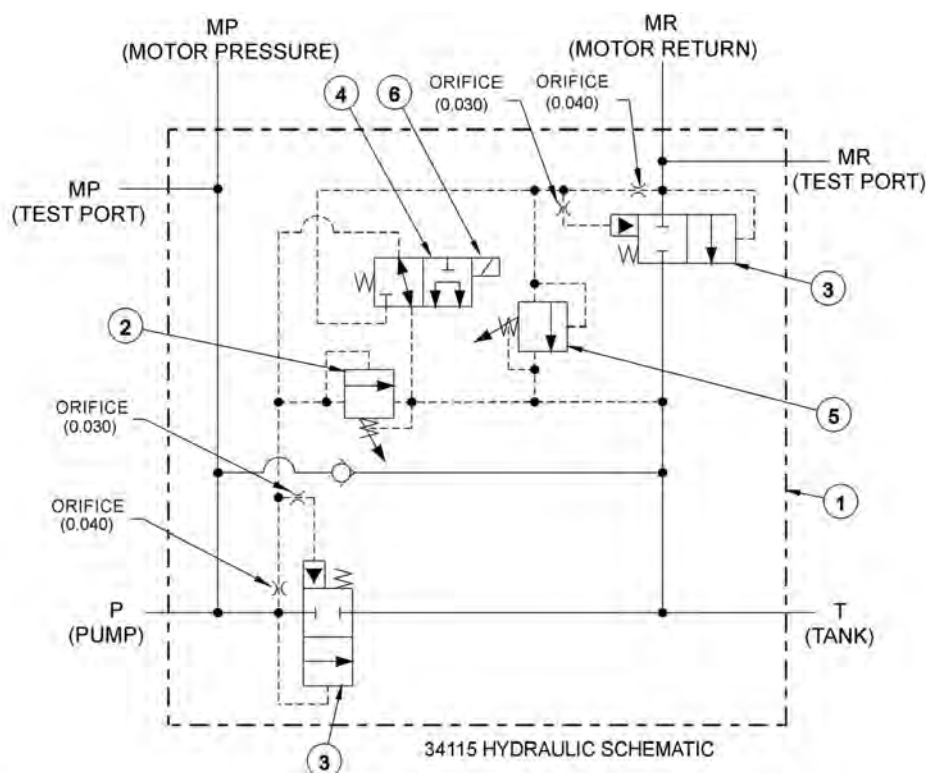 MP
(MOTOR PRESSURE)
MR
(MOTOR RETURN)
4
6
ORIFICE
(0.030)
ORIFICE
(0.040)
MP
(TEST PORT)
MR
(TEST PORT)
3
2
5
ORIFICE
(0.030)
1
ORIFICE
(0.040)
P
(PUMP)
T
(TANK)
3
34115 HYDRAULIC SCHEMATIC